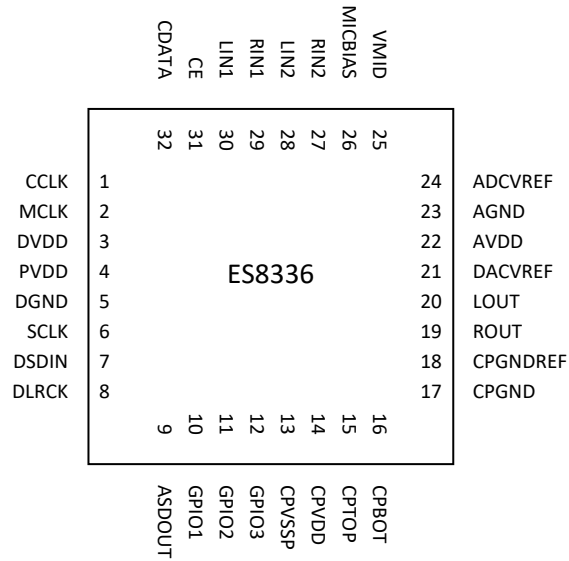 CDATA
CE
LIN1
RIN1
LIN2
RIN2
MICBIAS
VMID
32
31
30
29
28
27
26
25
CCLK 1
MCLK 2
DVDD 3
PVDD 4
DGND 5
SCLK 6
DSDIN 7
DLRCK 8
ES8336
24 ADCVREF
23 AGND
22 AVDD
21 DACVREF
20 LOUT
19 ROUT
18 CPGNDREF
17 CPGND
9
10
11
12
13
14
15
16
ASDOUT
GPIO1
GPIO2
GPIO3
CPVSSP
CPVDD
CPTOP
CPBOT